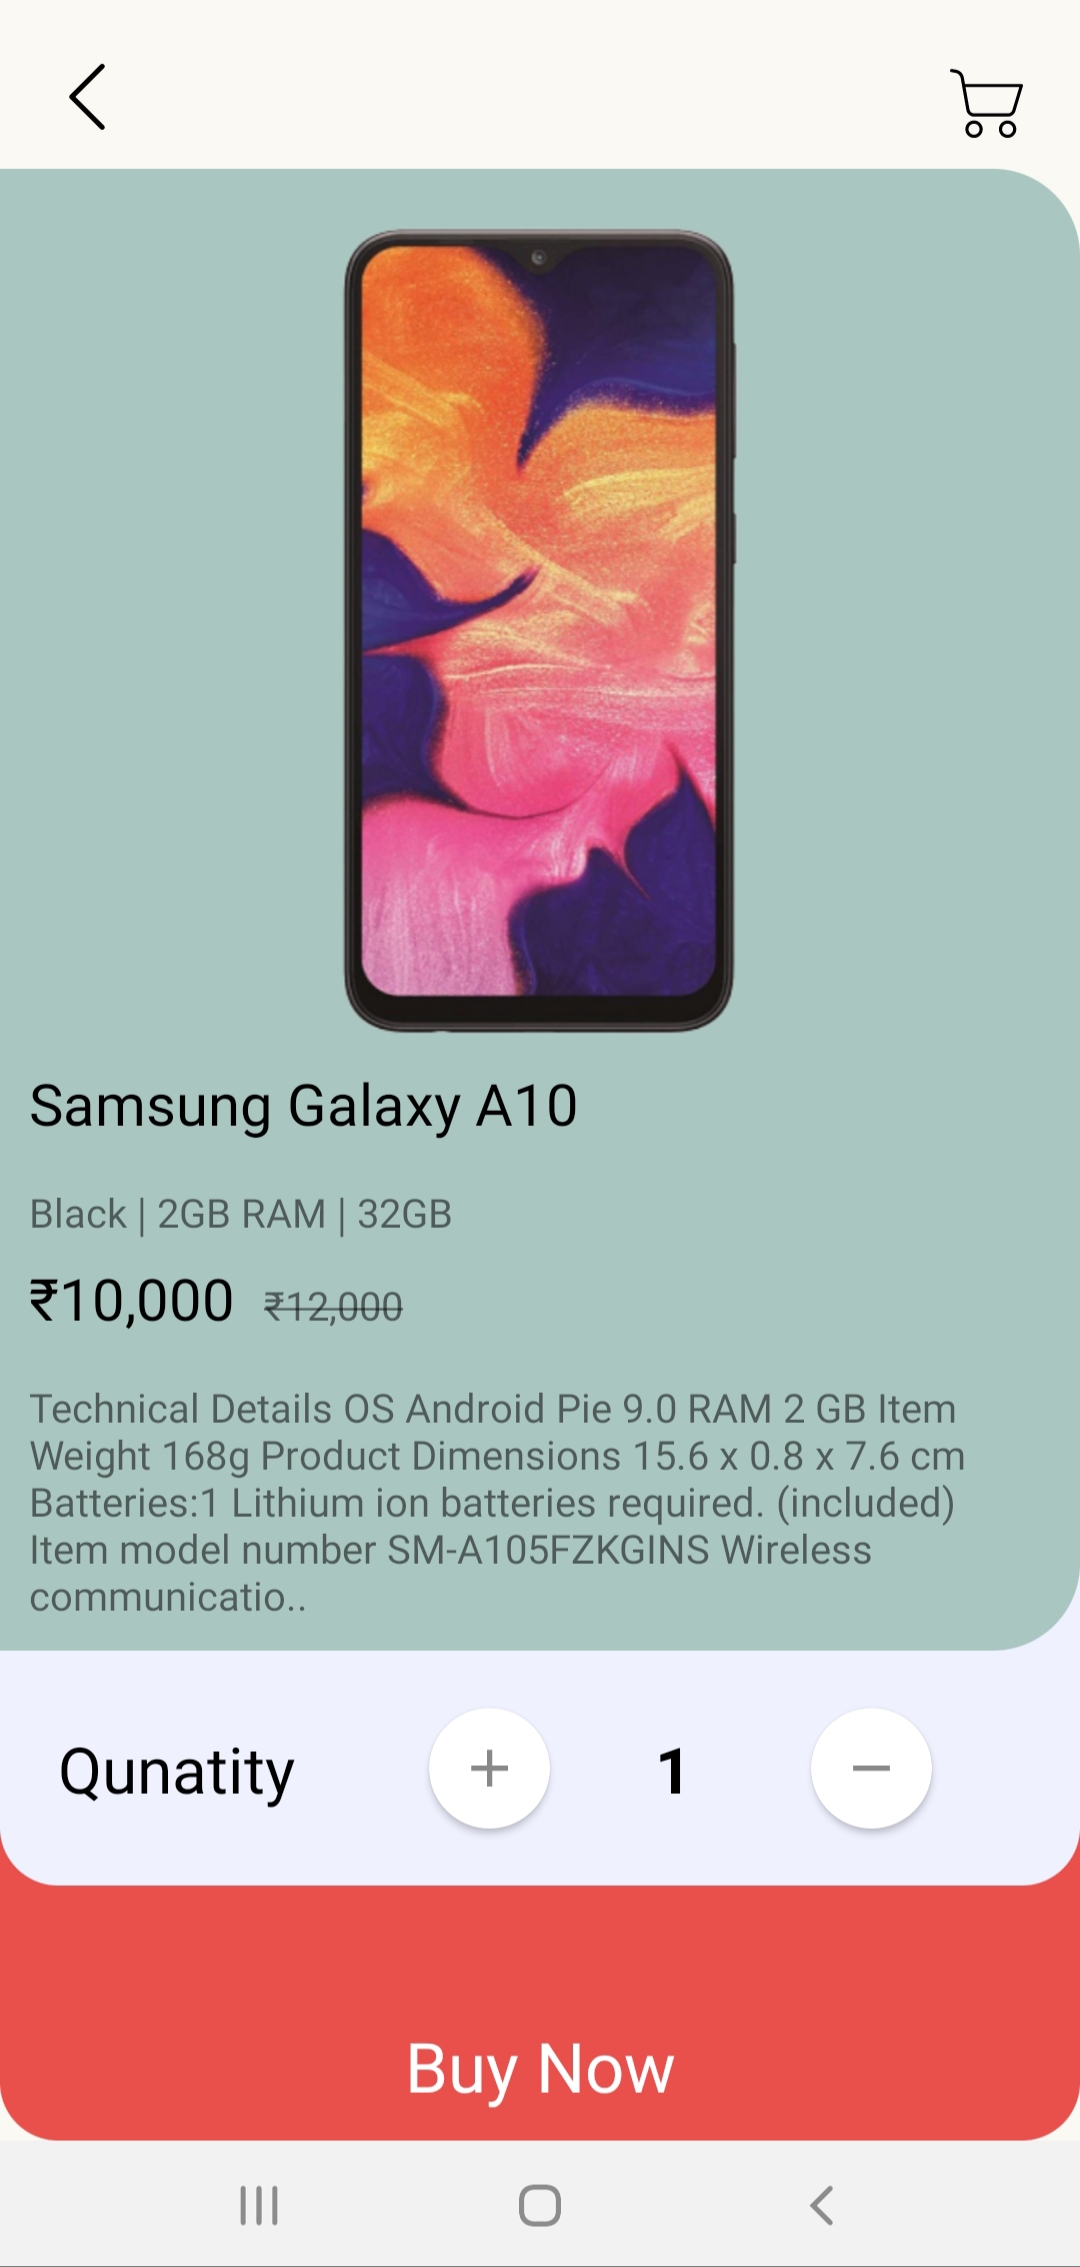 Samsung Galaxy A10
Black | 2GB RAM | 32GB
₹10,000 ₹12,000
Technical Details OS Android Pie 9.0 RAM 2 GB Item
Weight 168g Product Dimensions 15.6 x 0.8 x 7.6 cm
Batteries:1 Lithium ion batteries required. (included)
Item model number SM-A105FZKGINS Wireless
communicatio..
Qunatity + 1 −
Buy Now